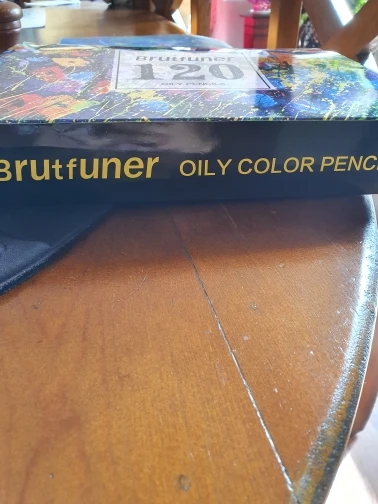 Brutfuner
120
OILY PENCILS
Brutfuner OILY COLOR PENC